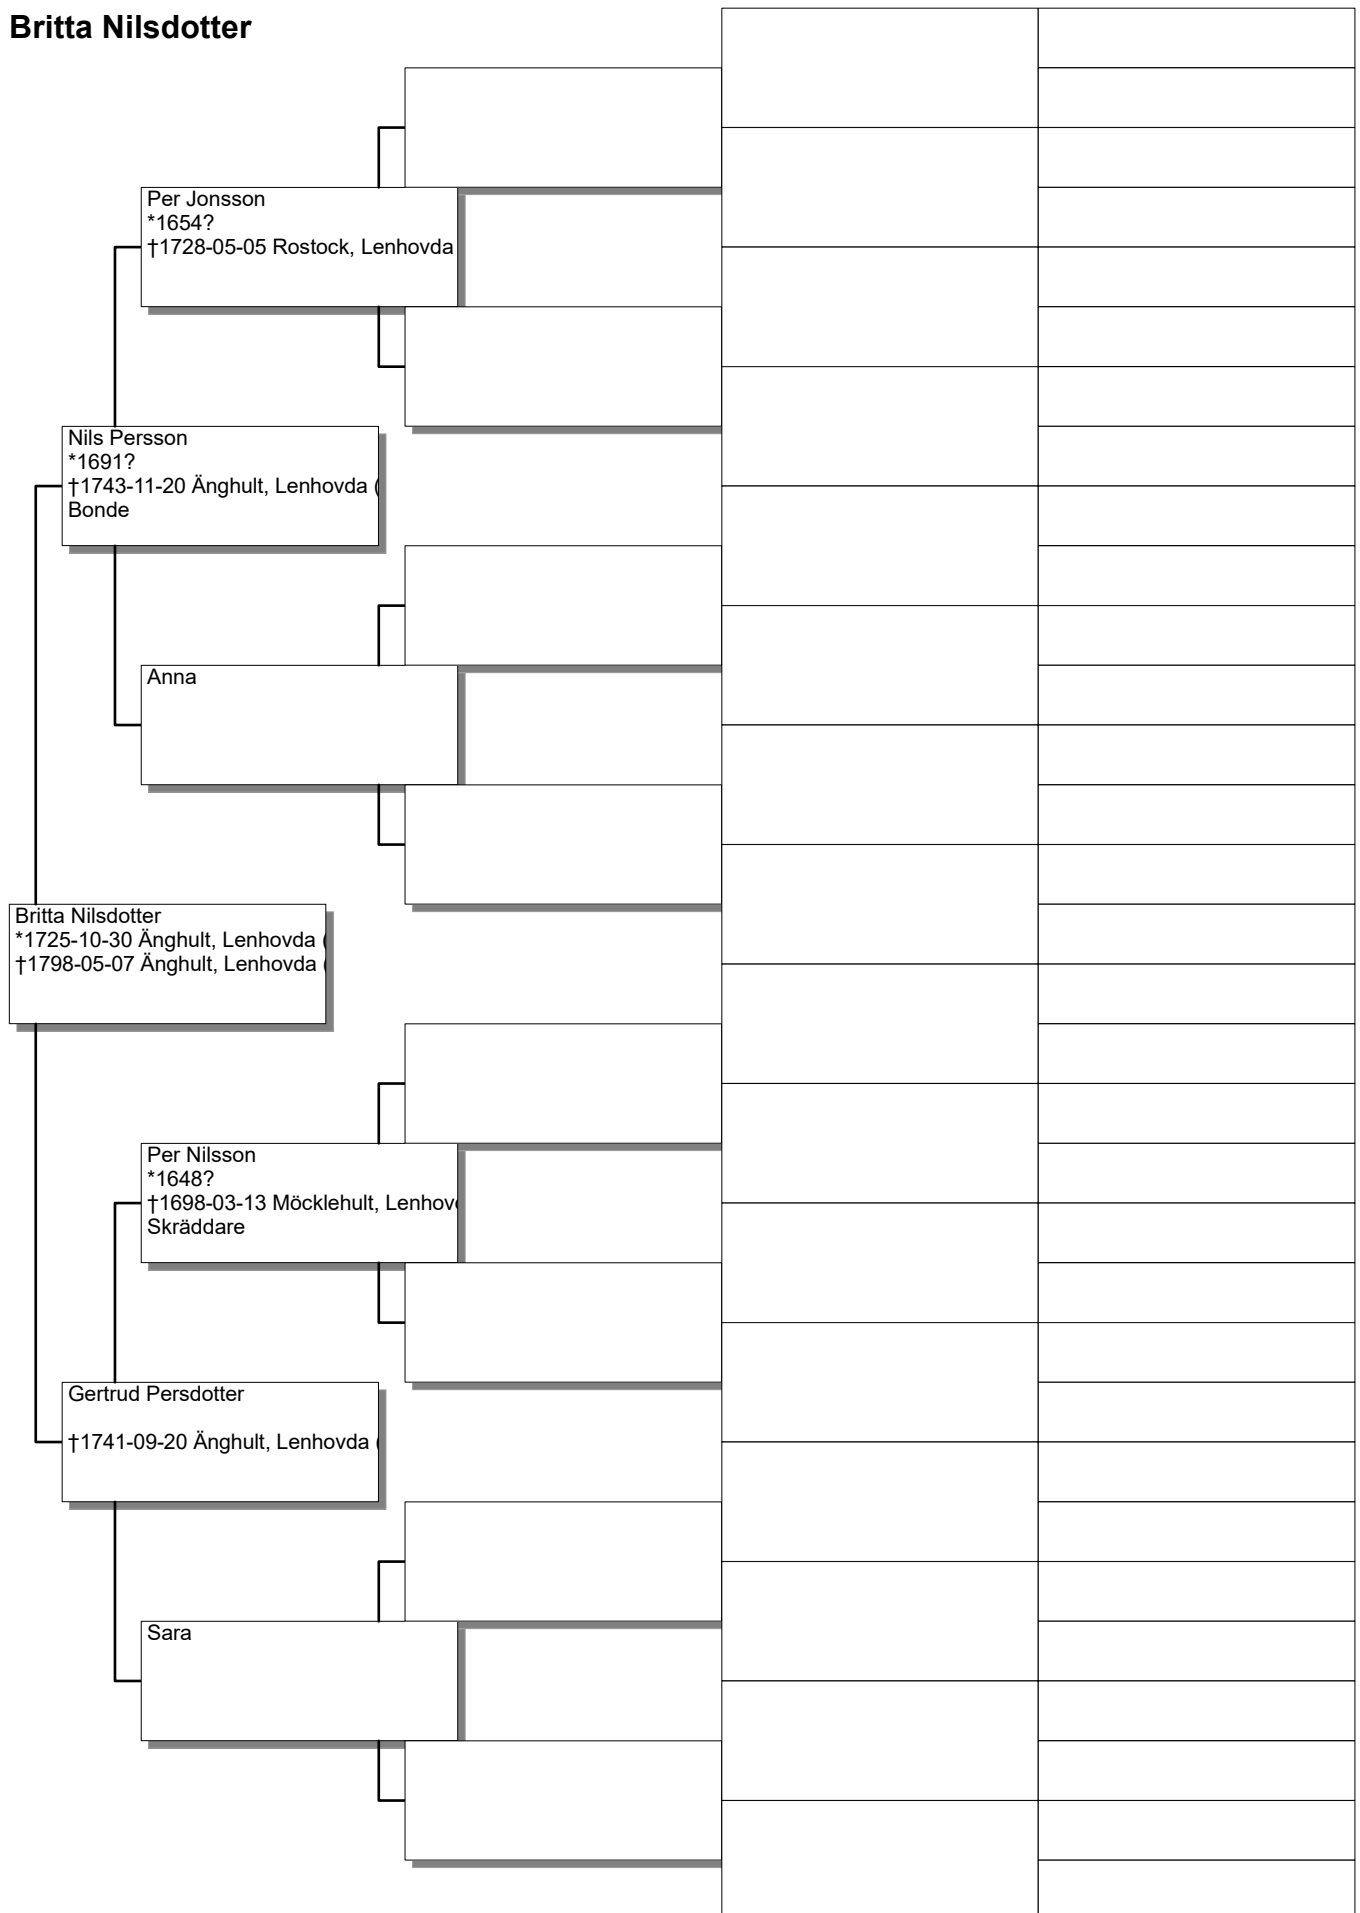 Britta Nilsdotter
Per Jonsson
*1654?
†1728-05-05 Rostock, Lenhovda
Nils Persson
*1691?
†1743-11-20 Änghult, Lenhovda (
Bonde
Anna
Britta Nilsdotter
*1725-10-30 Änghult, Lenhovda (
†1798-05-07 Änghult, Lenhovda (
Per Nilsson
*1648?
†1698-03-13 Möcklehult, Lenhov
Skräddare
Gertrud Persdotter
†1741-09-20 Änghult, Lenhovda (
Sara